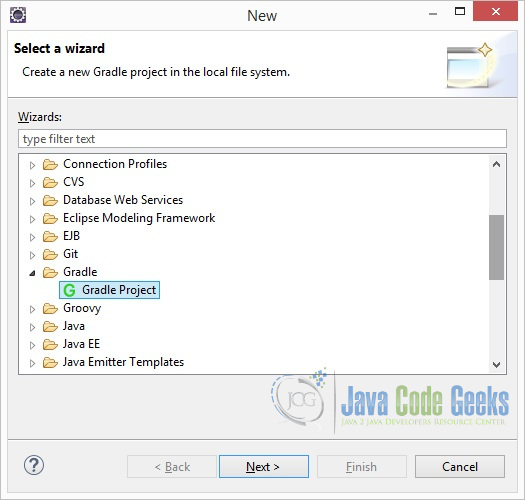 New
Select a wizard
Create a new Gradle project in the local file system.
Wizards:
type filter text
Connection Profiles
CVS
Database Web Services
Eclipse Modeling Framework
EJB
Git
Gradle
Gradle Project
Groovy
Java
Java EE
Java Emitter Templates
JCG
Java Code Geeks
JAVA 2 JAVA DEVELOPERS RESOURCE CENTER
?
< Back
Next >
Finish
Cancel